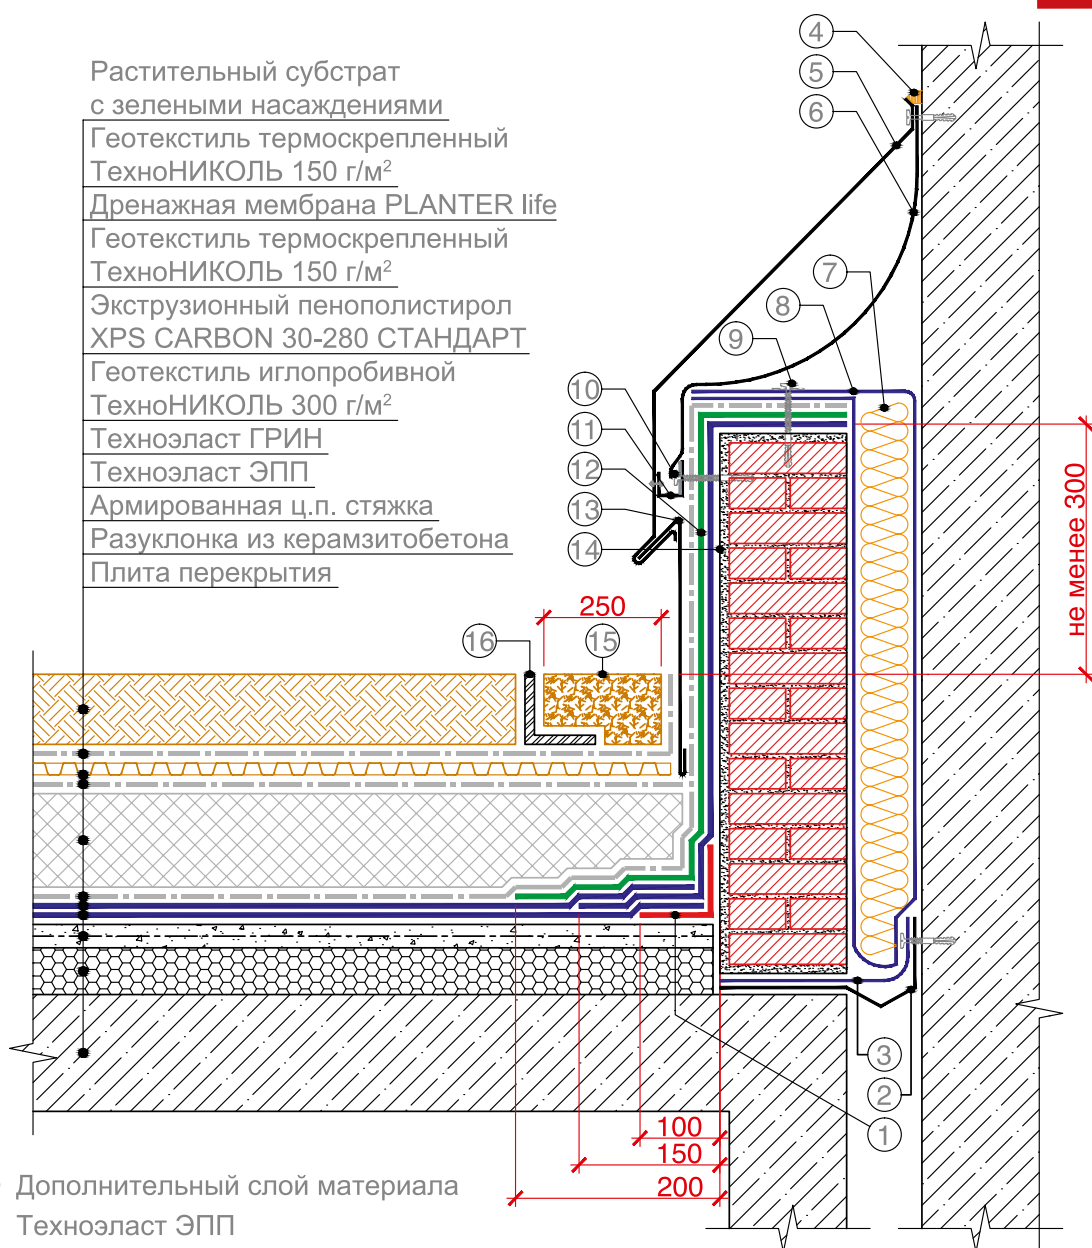 Растительный субстрат
с зелеными насаждениями
Геотекстиль термоскрепленный
ТехноНИКОЛЬ 150 г/м²
Дренажная мембрана PLANTER life
Геотекстиль термоскрепленный
ТехноНИКОЛЬ 150 г/м²
Экструзионный пенополистирол
XPS CARBON 30-280 СТАНДАРТ
Геотекстиль иглопробивной
ТехноНИКОЛЬ 300 г/м²
Техноэласт ГРИН
Техноэласт ЭПП
Армированная ц.п. стяжка
Разуклонка из керамзитобетона
Плита перекрытия
4
5
6
7
8
9
10
11
12
13
14
не менее 300
250
16
15
3
2
1
100
150
200
Дополнительный слой материала
Техноэласт ЭПП